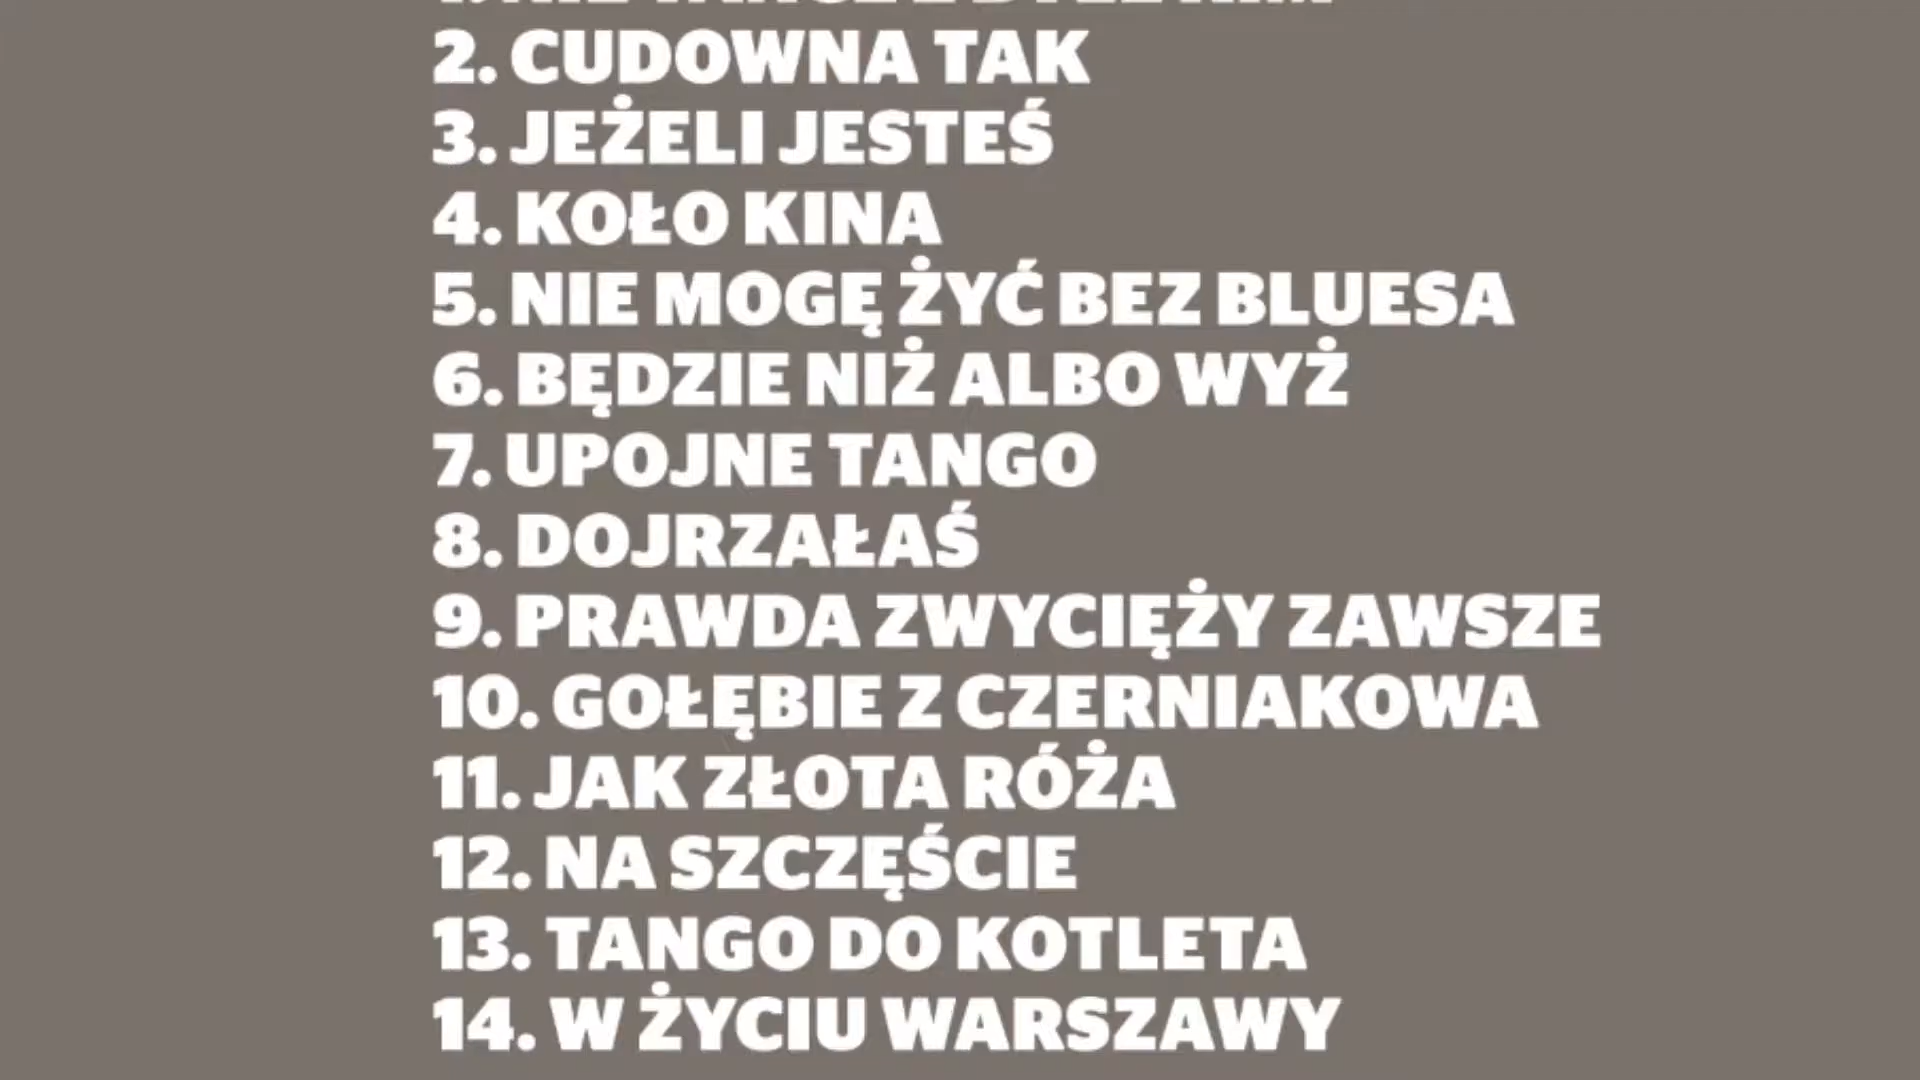 2. CUDOWNA TAK
3. JEŻELI JESTEŚ
4. KOŁO KINA
5. NIE MOGĘ ŻYĆ BEZ BLUESA
6. BĘDZIE NIŻ ALBO WYŻ
7. UPOJNE TANGO
8. DOJRZAŁAŚ
9. PRAWDA ZWYCIĘŻY ZAWSZE
10. GOŁĘBIE Z CZERNIAKOWA
11. JAK ZŁOTA RÓŻA
12. NA SZCZĘŚCIE
13. TANGO DO KOTLETA
14. W ŻYCIU WARSZAWY